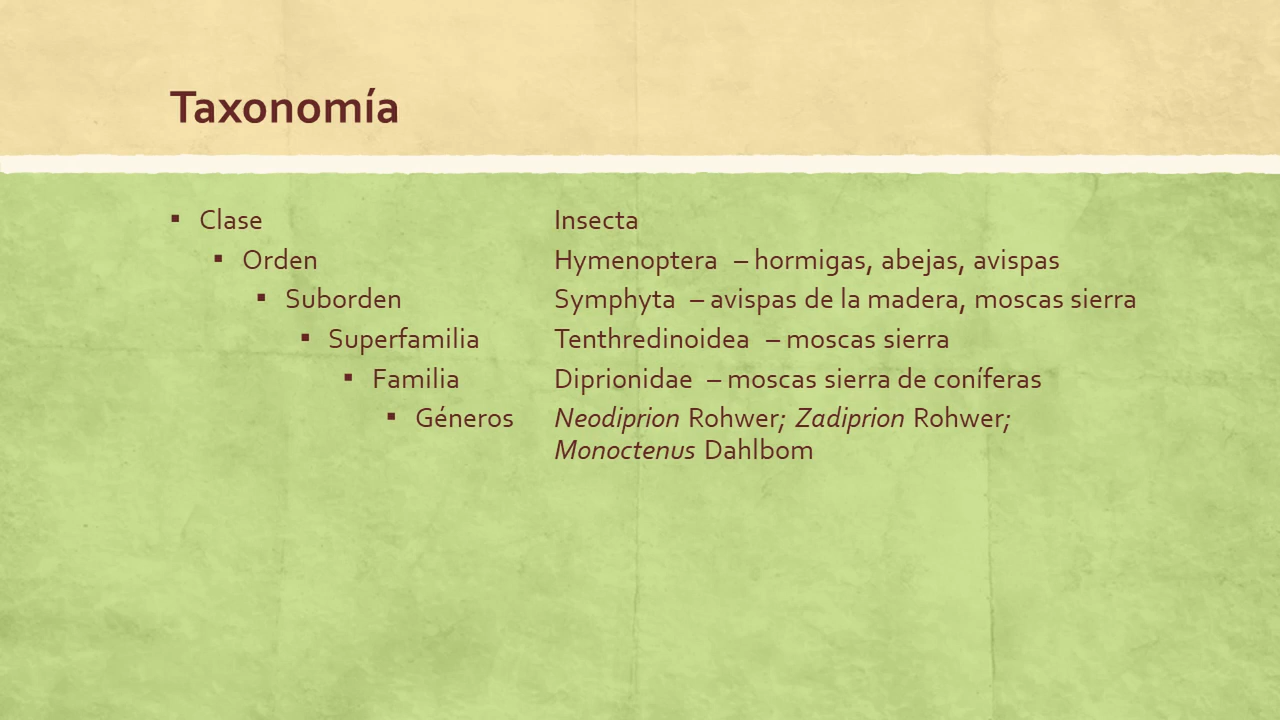 Taxonomía
▪ Clase Insecta
▪ Orden Hymenoptera – hormigas, abejas, avispas
▪ Suborden Symphyta – avispas de la madera, moscas sierra
▪ Superfamilia Tenthredinoidea – moscas sierra
▪ Familia Diprionidae – moscas sierra de coníferas
▪ Géneros Neodiprion Rohwer; Zadiprion Rohwer;
Monoctenus Dahlbom